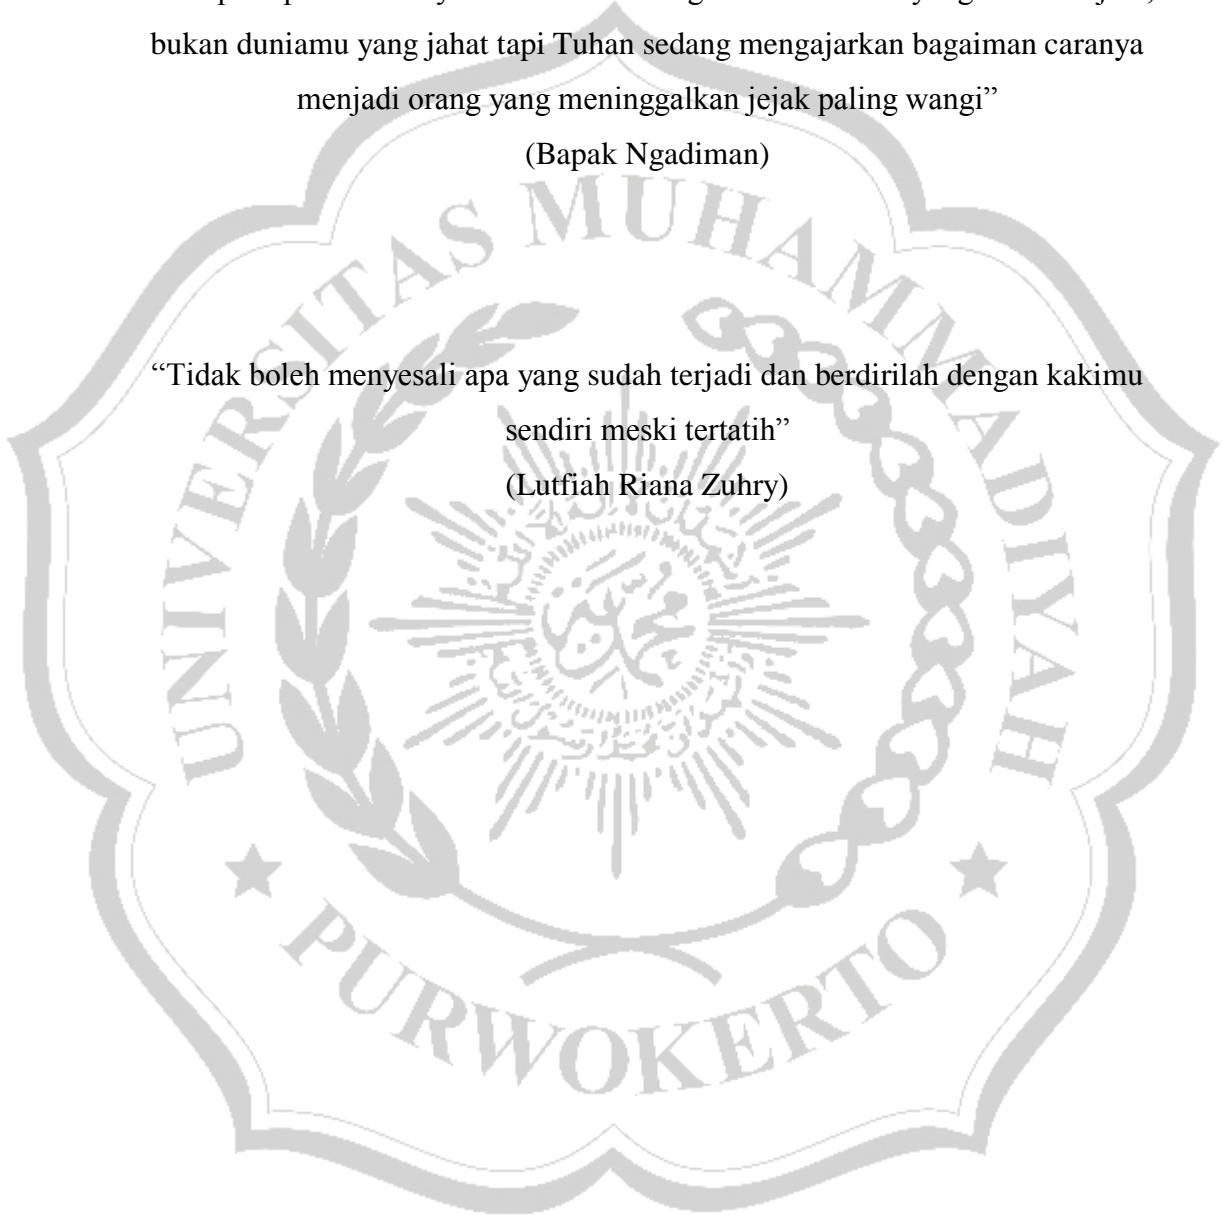 bukan duniamu yang jahat tapi Tuhan sedang mengajarkan bagaiman caranya
menjadi orang yang meninggalkan jejak paling wangi”
(Bapak Ngadiman)
UNIVERSITAS MUHAMMADIYAH
“Tidak boleh menyesali apa yang sudah terjadi dan berdirilah dengan kakimu
sendiri meski tertatih”
(Lutfiah Riana Zuhry)
PURWOKERTO